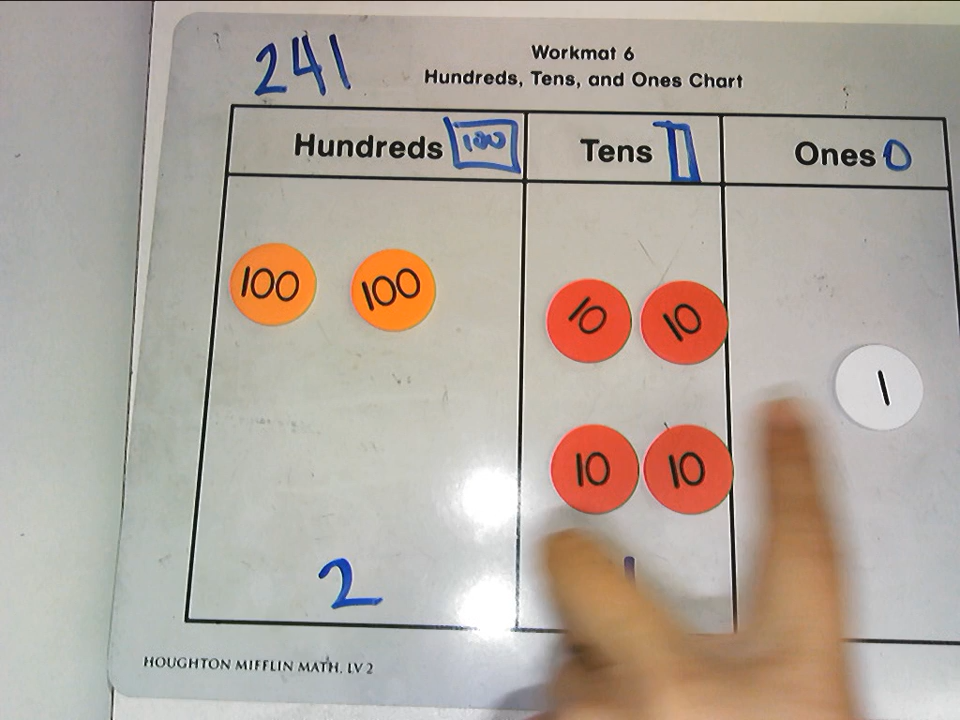 241
Workmat 6
Hundreds, Tens, and Ones Chart
Hundreds 100
Tens
Ones
100 100
10 10
1
10 10
2
HOUGHTON MIFFLIN MATH. LV 2